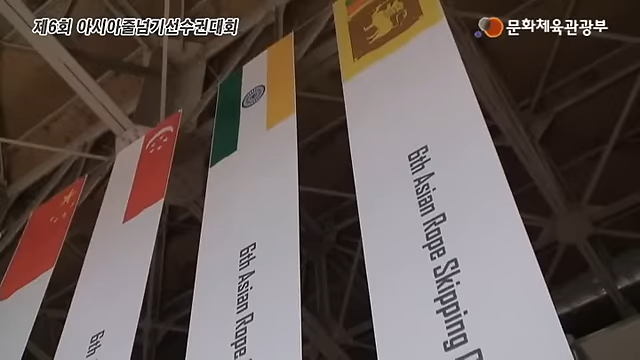 제6회 아시아줄넘기선수권대회
문화체육관광부
6th Asian Rope Skipping
6th Asian Rope
6th